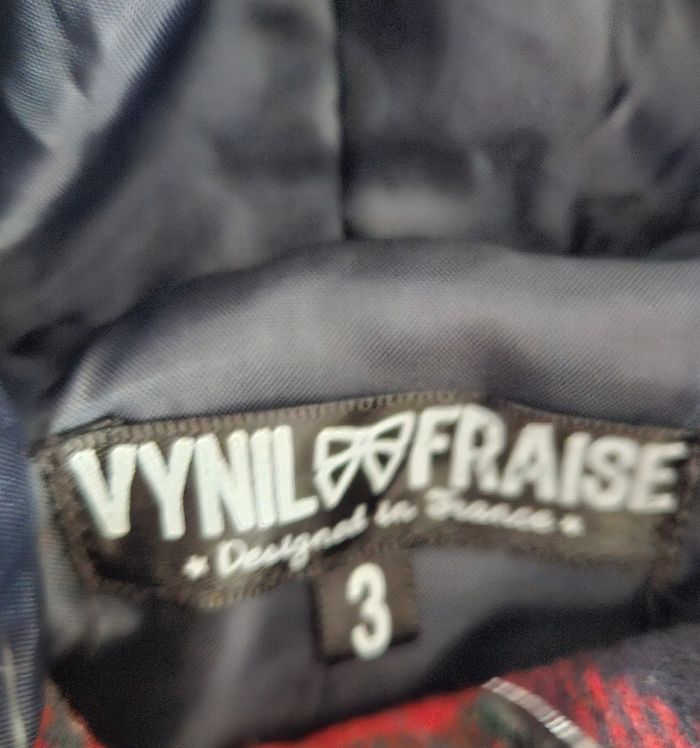 VYNIL FRAISE
* Designed in France *
3